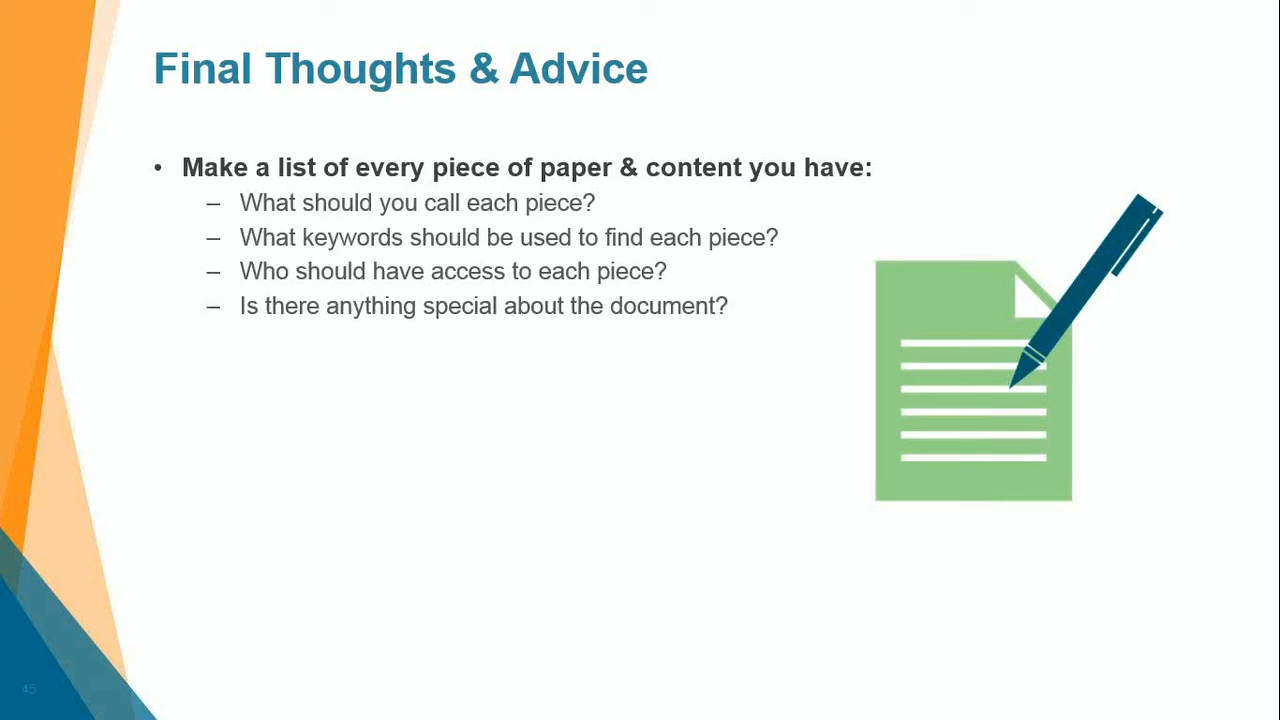 Final Thoughts & Advice
• Make a list of every piece of paper & content you have:
– What should you call each piece?
– What keywords should be used to find each piece?
– Who should have access to each piece?
– Is there anything special about the document?
45